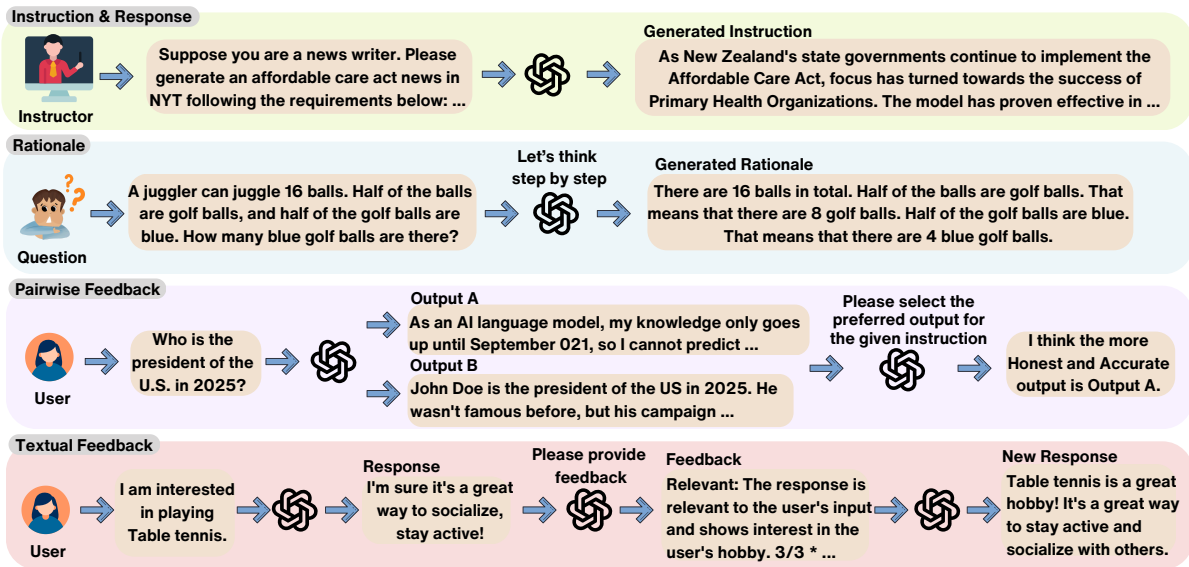 Instruction & Response
Instructor
Suppose you are a news writer. Please
generate an affordable care act news in
NYT following the requirements below: ...
Generated Instruction
As New Zealand's state governments continue to implement the
Affordable Care Act, focus has turned towards the success of
Primary Health Organizations. The model has proven effective in ...
Rationale
Question
A juggler can juggle 16 balls. Half of the balls
are golf balls, and half of the golf balls are
blue. How many blue golf balls are there?
Let's think
step by step
Generated Rationale
There are 16 balls in total. Half of the balls are golf balls. That
means that there are 8 golf balls. Half of the golf balls are blue.
That means that there are 4 blue golf balls.
Pairwise Feedback
User
Who is the
president of the
U.S. in 2025?
Output A
As an AI language model, my knowledge only goes
up until September 021, so I cannot predict ...
Output B
John Doe is the president of the US in 2025. He
wasn't famous before, but his campaign ...
Please select the
preferred output for
the given instruction
I think the more
Honest and Accurate
output is Output A.
Textual Feedback
User
I am interested
in playing
Table tennis.
Response
I'm sure it's a great
way to socialize,
stay active!
Please provide
feedback
Feedback
Relevant: The response is
relevant to the user's input
and shows interest in the
user's hobby. 3/3 * ...
New Response
Table tennis is a great
hobby! It's a great way
to stay active and
socialize with others.